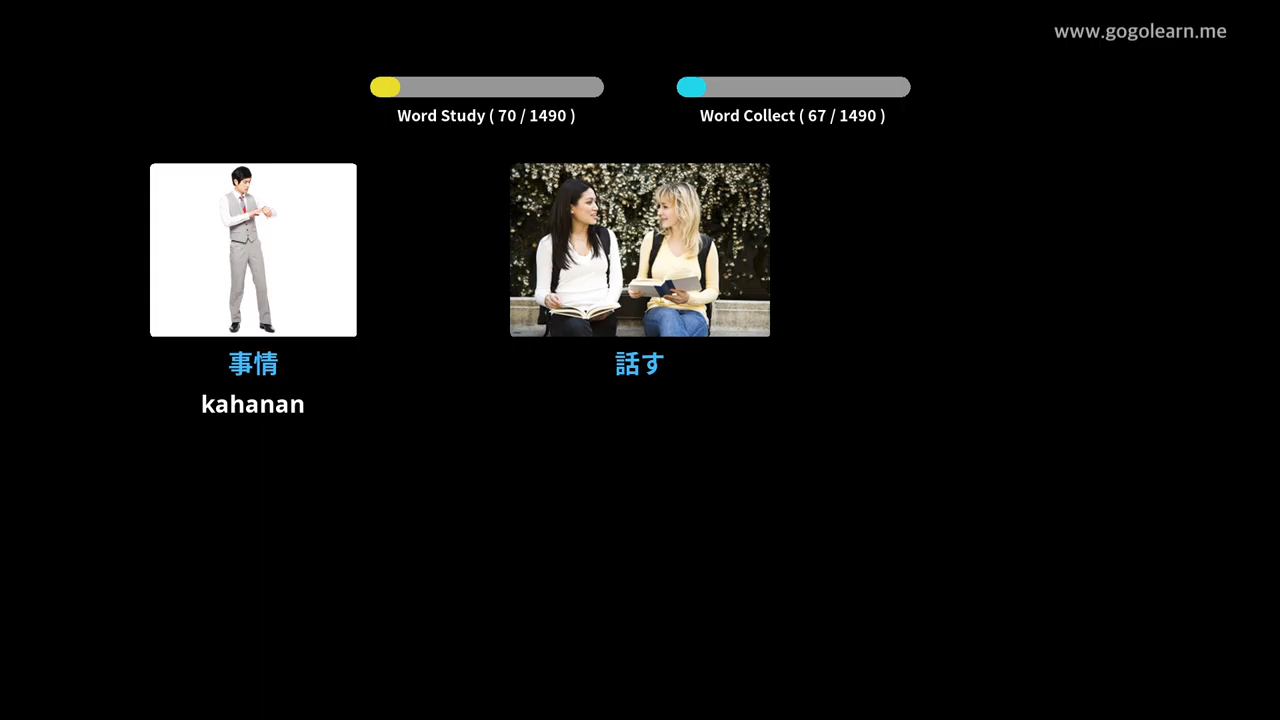 www.gogolearn.me
Word Study ( 70 / 1490 )
Word Collect ( 67 / 1490 )
事情
話す
kahanan